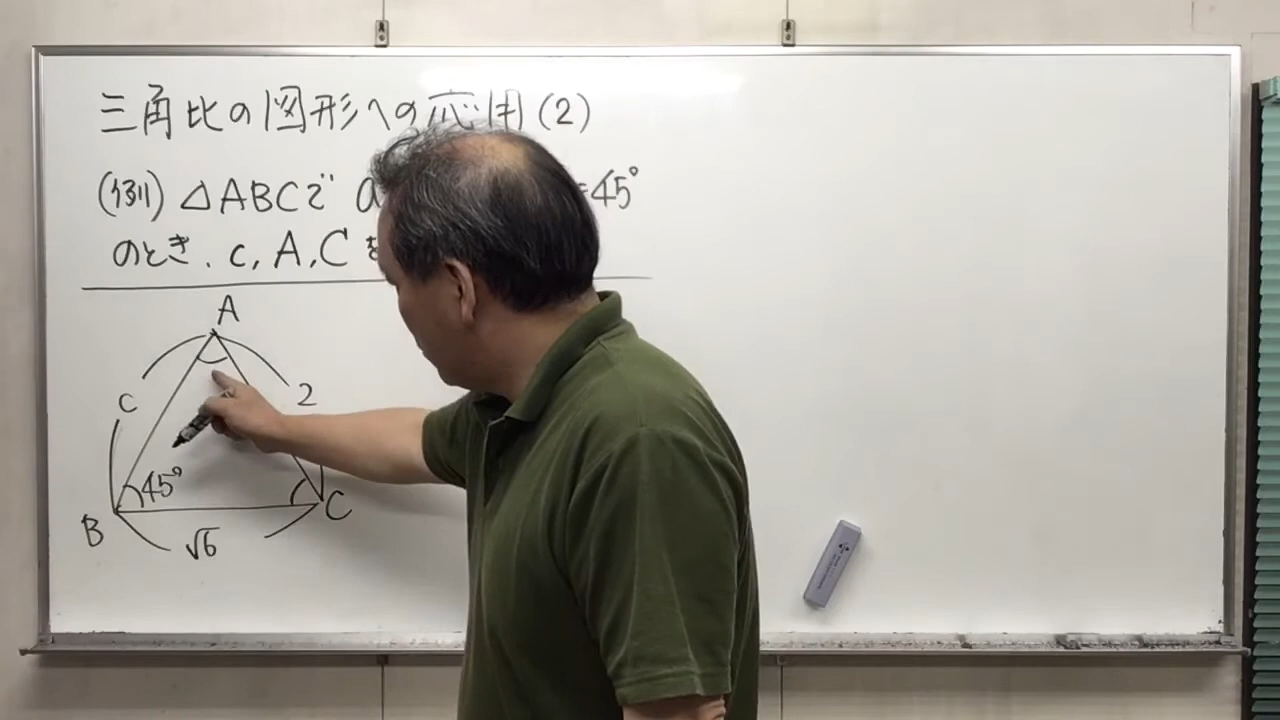 三角比の図形への応用(2)
(例) △ABCで a =45°
のとき、c, A, C を
A
c
2
45°
B
C
√6